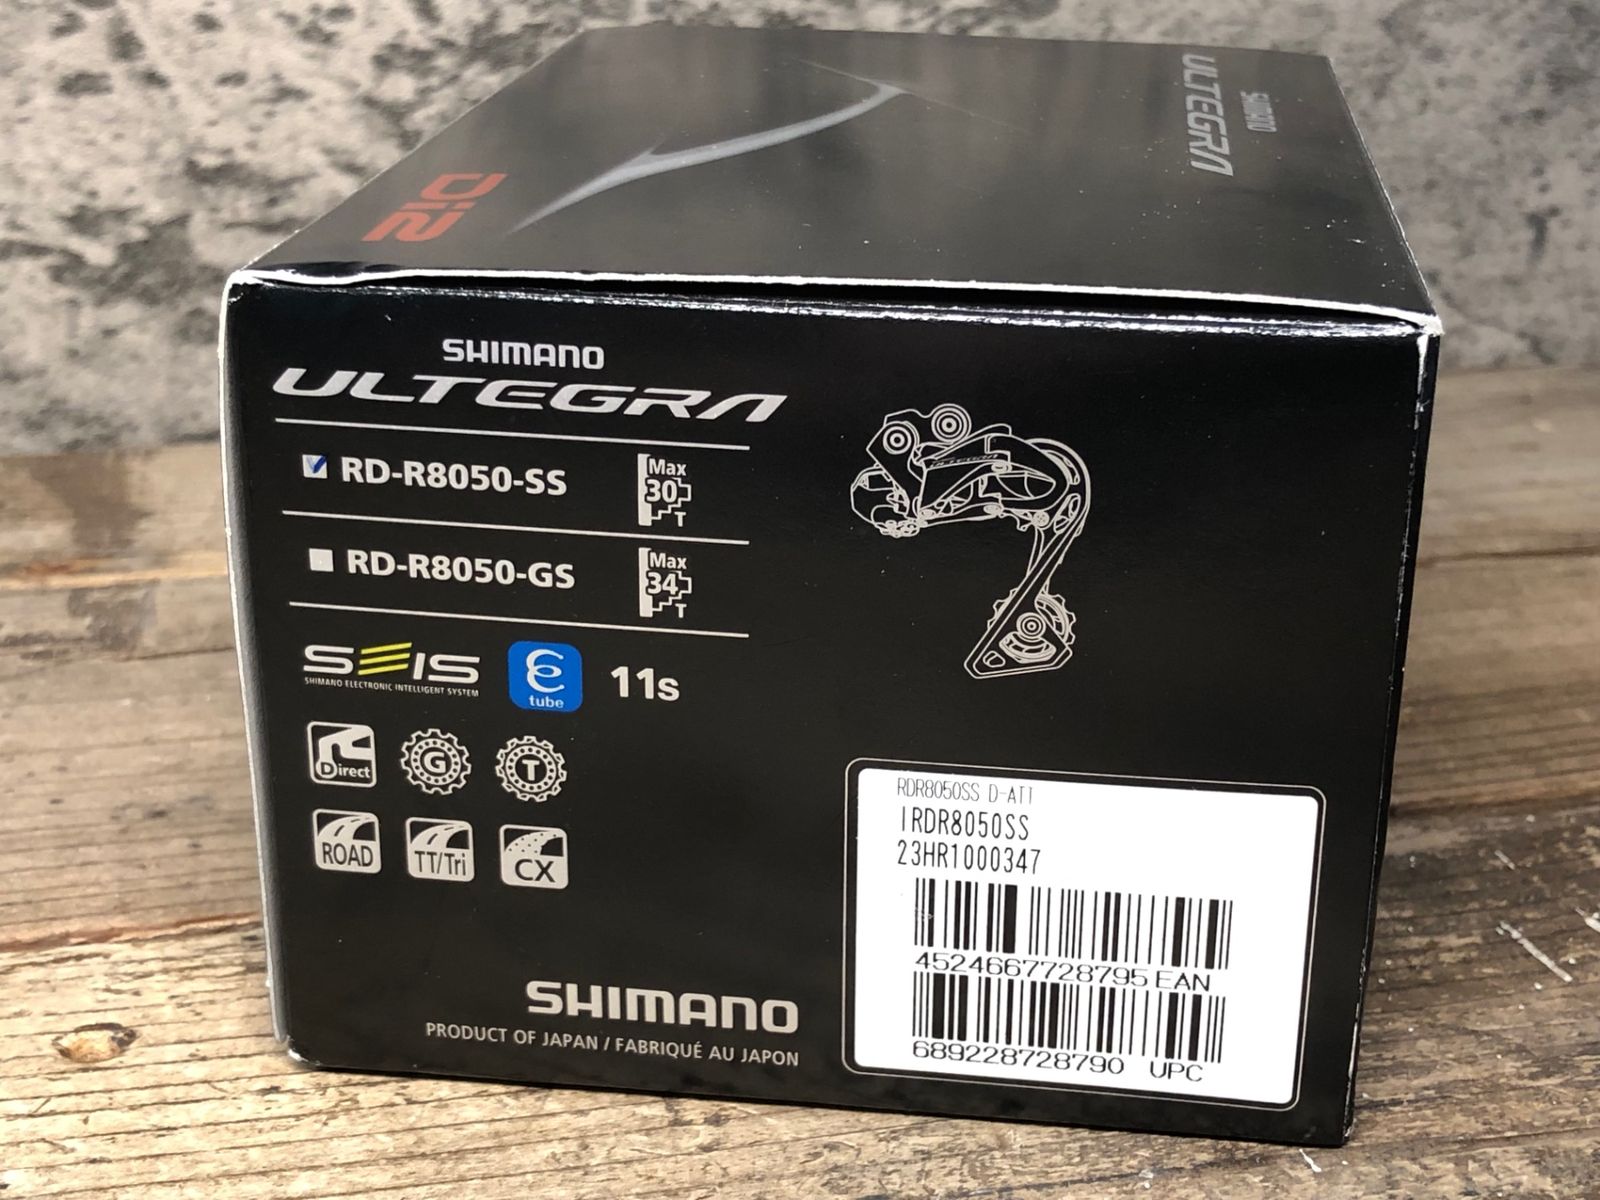 Di2
SHIMANO
ULTEGRA
SHIMANO
ULTEGRA
RD-R8050-SS
Max
30
T
RD-R8050-GS
Max
34
T
SEIS
SHIMANO ELECTRONIC INTELLIGENT SYSTEM
e
tube
11s
Direct
G
T
ROAD
TT/Tri
CX
SHIMANO
PRODUCT OF JAPAN / FABRIQUÉ AU JAPON
ULTEGRA
RDR8050SS D-ATT
IRDR8050SS
23HR1000347
4524667728795 EAN
689228728790 UPC